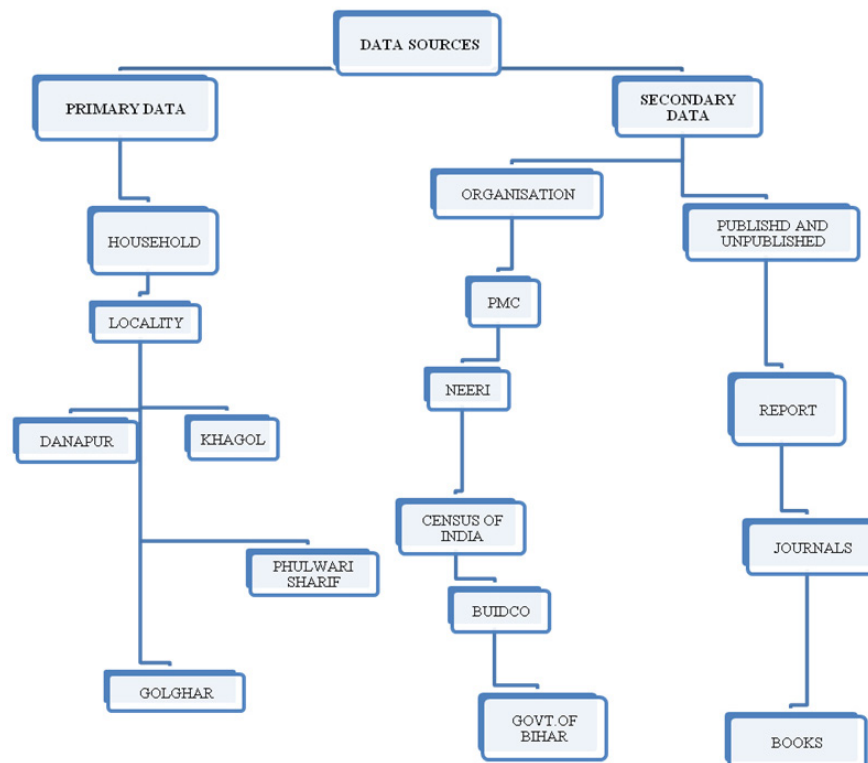 DATA SOURCES
PRIMARY DATA
SECONDARY
DATA
ORGANISATION
PUBLISHD AND
UNPUBLISHED
HOUSEHOLD
PMC
LOCALITY
NEERI
REPORT
DANAPUR
KHAGOL
CENSUS OF
INDIA
JOURNALS
PHULWARI
SHARIF
BUIDCO
GOLGHAR
GOVT.OF
BIHAR
BOOKS